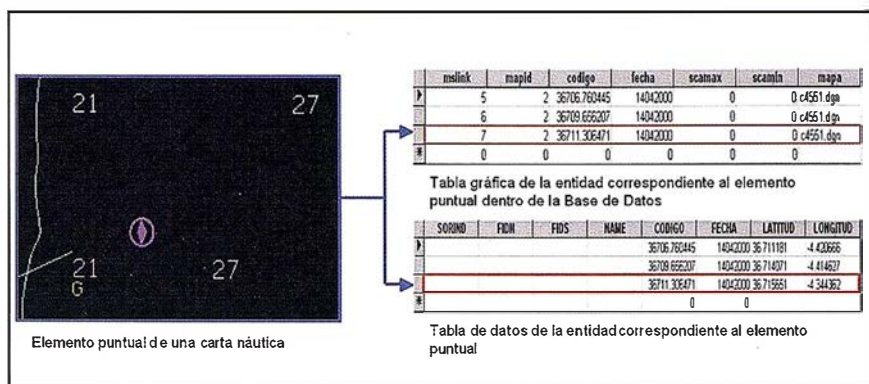 21 27
21 27
G
Elemento puntual de una carta náutica
mslink mapid codigo fecha scamax scamin mapa
5 2 36706.760445 14042000 0 0 c4551.dgn
6 2 36709.656207 14042000 0 0 c4551.dgn
7 2 36711.306471 14042000 0 0 c4551.dgn
0 0 0 0 0 0
Tabla gráfica de la entidad correspondiente al elemento
puntual dentro de la Base de Datos
SORIND FIDN FIDS NAME CODIGO FECHA LATITUD LONGITUD
36706.760445 14042000 36.711181 -4.420666
36709.656207 14042000 36.714071 -4.414627
36711.306471 14042000 36.715651 -4.344362
0 0
Tabla de datos de la entidad correspondiente al elemento
puntual